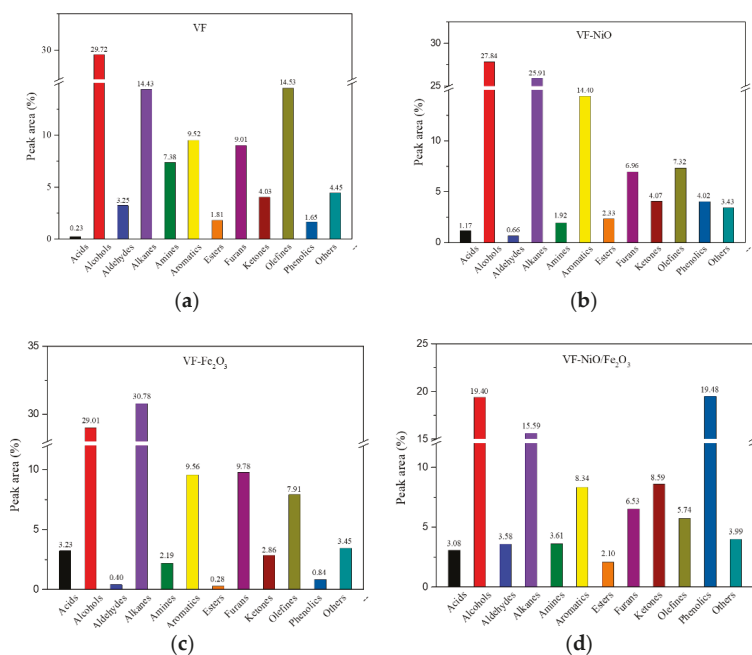 VF
Peak area (%)
30
10
5
0
0.23
29.72
3.25
14.43
7.38
9.52
1.81
9.01
4.03
14.53
1.65
4.45
Acids
Alcohols
Aldehydes
Alkanes
Amines
Aromatics
Esters
Furans
Ketones
Olefines
Phenolics
Others
--
(a)
VF-NiO
Peak area (%)
30
25
10
5
0
1.17
27.84
0.66
25.91
1.92
14.40
2.33
6.96
4.07
7.32
4.02
3.43
Acids
Alcohols
Aldehydes
Alkanes
Amines
Aromatics
Esters
Furans
Ketones
Olefines
Phenolics
Others
--
(b)
VF-Fe₂O₃
Peak area (%)
35
30
10
5
0
3.23
29.01
0.40
30.78
2.19
9.56
0.28
9.78
2.86
7.91
0.84
3.45
Acids
Alcohols
Aldehydes
Alkanes
Amines
Aromatics
Esters
Furans
Ketones
Olefines
Phenolics
Others
--
(c)
VF-NiO/Fe₂O₃
Peak area (%)
25
20
15
10
5
0
3.08
19.40
3.58
15.59
3.61
8.34
2.10
6.53
8.59
5.74
19.48
3.99
Acids
Alcohols
Aldehydes
Alkanes
Amines
Aromatics
Esters
Furans
Ketones
Olefines
Phenolics
Others
--
(d)